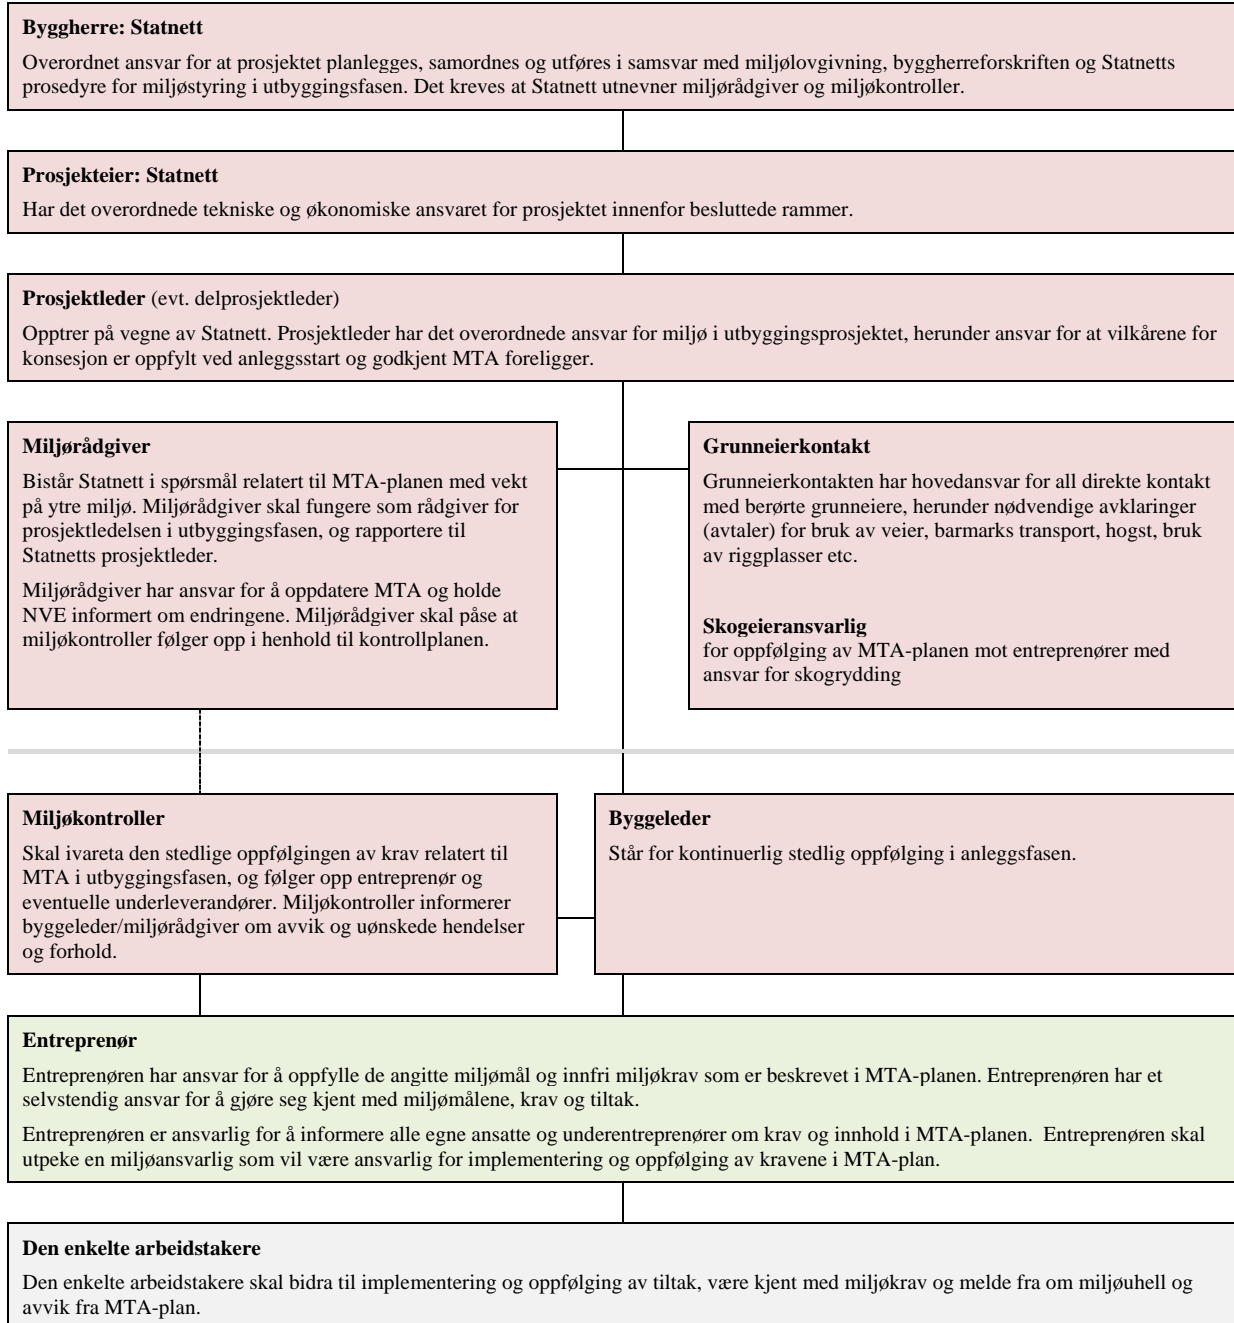 Byggherre: Statnett
Overordnet ansvar for at prosjektet planlegges, samordnes og utføres i samsvar med miljølovgivning, byggherreforskriften og Statnetts
prosedyre for miljøstyring i utbyggingsfasen. Det kreves at Statnett utnevner miljørådgiver og miljøkontroller.
Prosjekteier: Statnett
Har det overordnede tekniske og økonomiske ansvaret for prosjektet innenfor besluttede rammer.
Prosjektleder (evt. delprosjektleder)
Opptrer på vegne av Statnett. Prosjektleder har det overordnede ansvar for miljø i utbyggingsprosjektet, herunder ansvar for at vilkårene for
konsesjon er oppfylt ved anleggsstart og godkjent MTA foreligger.
Miljørådgiver
Bistår Statnett i spørsmål relatert til MTA-planen med vekt
på ytre miljø. Miljørådgiver skal fungere som rådgiver for
prosjektledelsen i utbyggingsfasen, og rapportere til
Statnetts prosjektleder.
Miljørådgiver har ansvar for å oppdatere MTA og holde
NVE informert om endringene. Miljørådgiver skal påse at
miljøkontroller følger opp i henhold til kontrollplanen.
Grunneierkontakt
Grunneierkontakten har hovedansvar for all direkte kontakt
med berørte grunneiere, herunder nødvendige avklaringer
(avtaler) for bruk av veier, barmarks transport, hogst, bruk
av riggplasser etc.
Skogeieransvarlig
for oppfølging av MTA-planen mot entreprenører med
ansvar for skogrydding
Miljøkontroller
Skal ivareta den stedlige oppfølgingen av krav relatert til
MTA i utbyggingsfasen, og følger opp entreprenør og
eventuelle underleverandører. Miljøkontroller informerer
byggeleder/miljørådgiver om avvik og uønskede hendelser
og forhold.
Byggeleder
Står for kontinuerlig stedlig oppfølging i anleggsfasen.
Entreprenør
Entreprenøren har ansvar for å oppfylle de angitte miljømål og innfri miljøkrav som er beskrevet i MTA-planen. Entreprenøren har et
selvstendig ansvar for å gjøre seg kjent med miljømålene, krav og tiltak.
Entreprenøren er ansvarlig for å informere alle egne ansatte og underentreprenører om krav og innhold i MTA-planen.  Entreprenøren skal
utpeke en miljøansvarlig som vil være ansvarlig for implementering og oppfølging av kravene i MTA-plan.
Den enkelte arbeidstakere
Den enkelte arbeidstakere skal bidra til implementering og oppfølging av tiltak, være kjent med miljøkrav og melde fra om miljøuhell og
avvik fra MTA-plan.